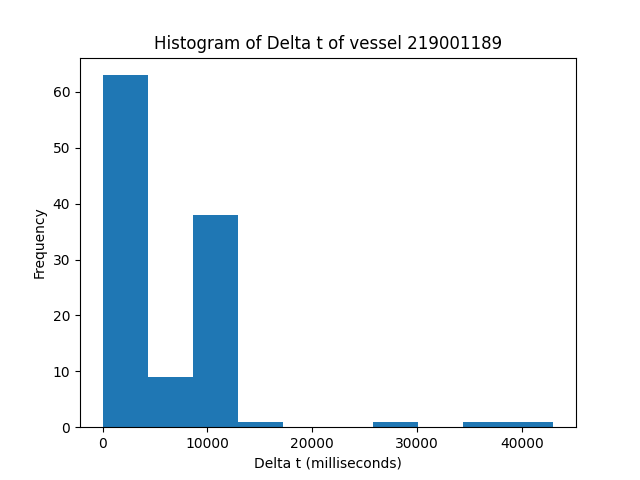 Histogram of Delta t of vessel 219001189
60
50
40
30
20
10
0
Frequency
0 10000 20000 30000 40000
Delta t (milliseconds)